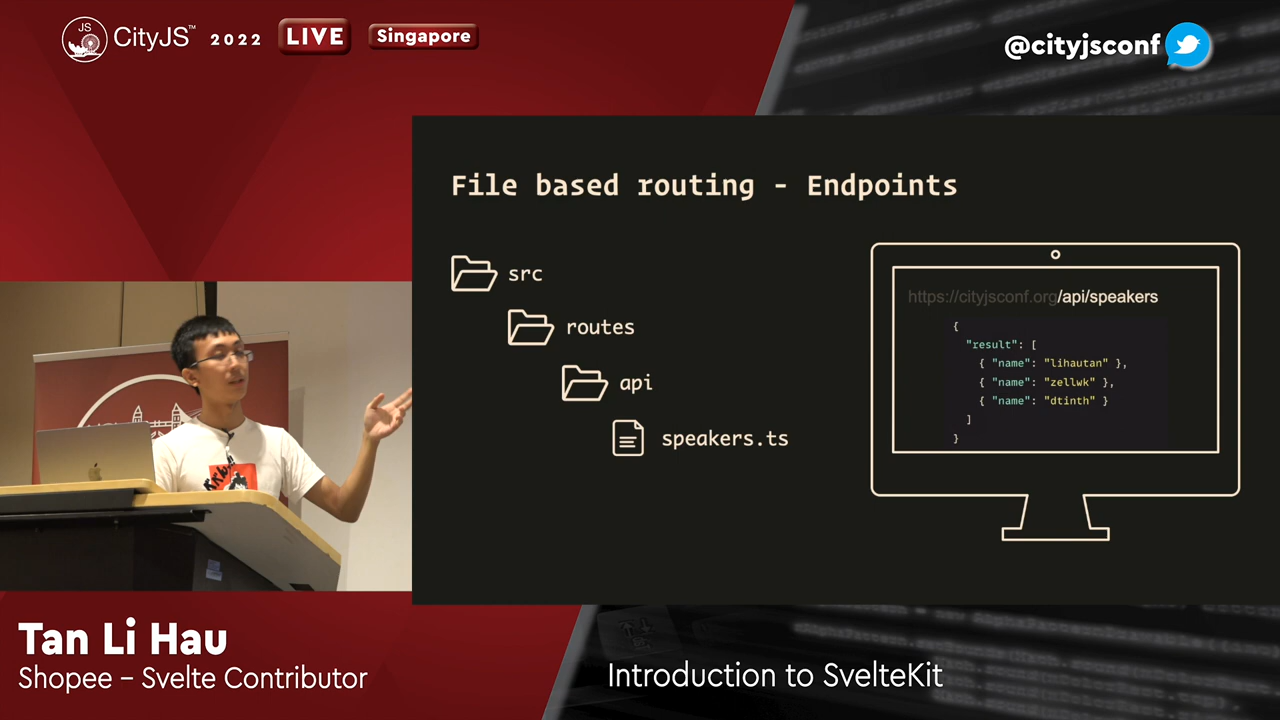 JS
CityJS™ 2022 LIVE Singapore
@cityjsconf
File based routing - Endpoints
src
routes
api
speakers.ts
https://cityjsconf.org/api/speakers
{
"result": [
{ "name": "lihautan" },
{ "name": "zellwk" },
{ "name": "dtinth" }
]
}
Tan Li Hau
Shopee – Svelte Contributor
Introduction to SvelteKit